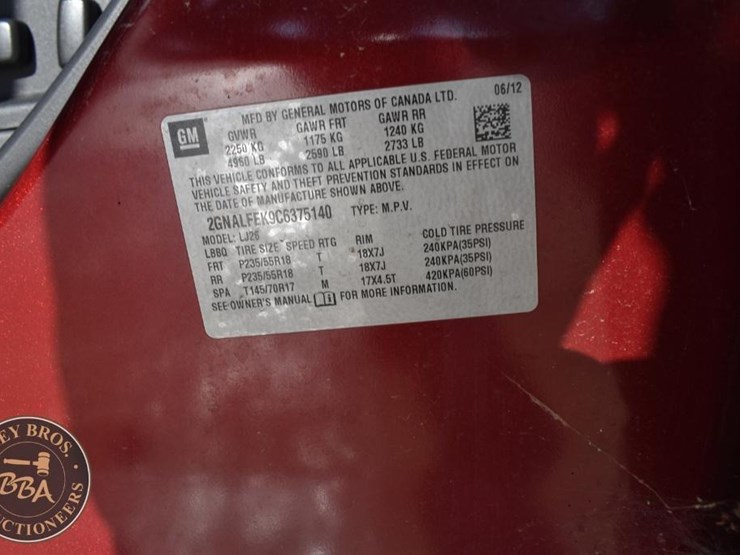 GM
MFD BY GENERAL MOTORS OF CANADA LTD. 06/12
GVWR GAWR FRT GAWR RR
2250 KG 1175 KG 1240 KG
4960 LB 2590 LB 2733 LB
THIS VEHICLE CONFORMS TO ALL APPLICABLE U.S. FEDERAL MOTOR
VEHICLE SAFETY AND THEFT PREVENTION STANDARDS IN EFFECT ON
THE DATE OF MANUFACTURE SHOWN ABOVE.
2GNALFEK9C6375140 TYPE: M.P.V.
MODEL: LJ26
LBBQ TIRE SIZE SPEED RTG RIM COLD TIRE PRESSURE
FRT P235/55R18 T 18X7J 240KPA(35PSI)
RR P235/55R18 T 18X7J 240KPA(35PSI)
SPA T145/70R17 M 17X4.5T 420KPA(60PSI)
SEE OWNER'S MANUAL FOR MORE INFORMATION.
EY BROS.
BBA
CTIONEERS